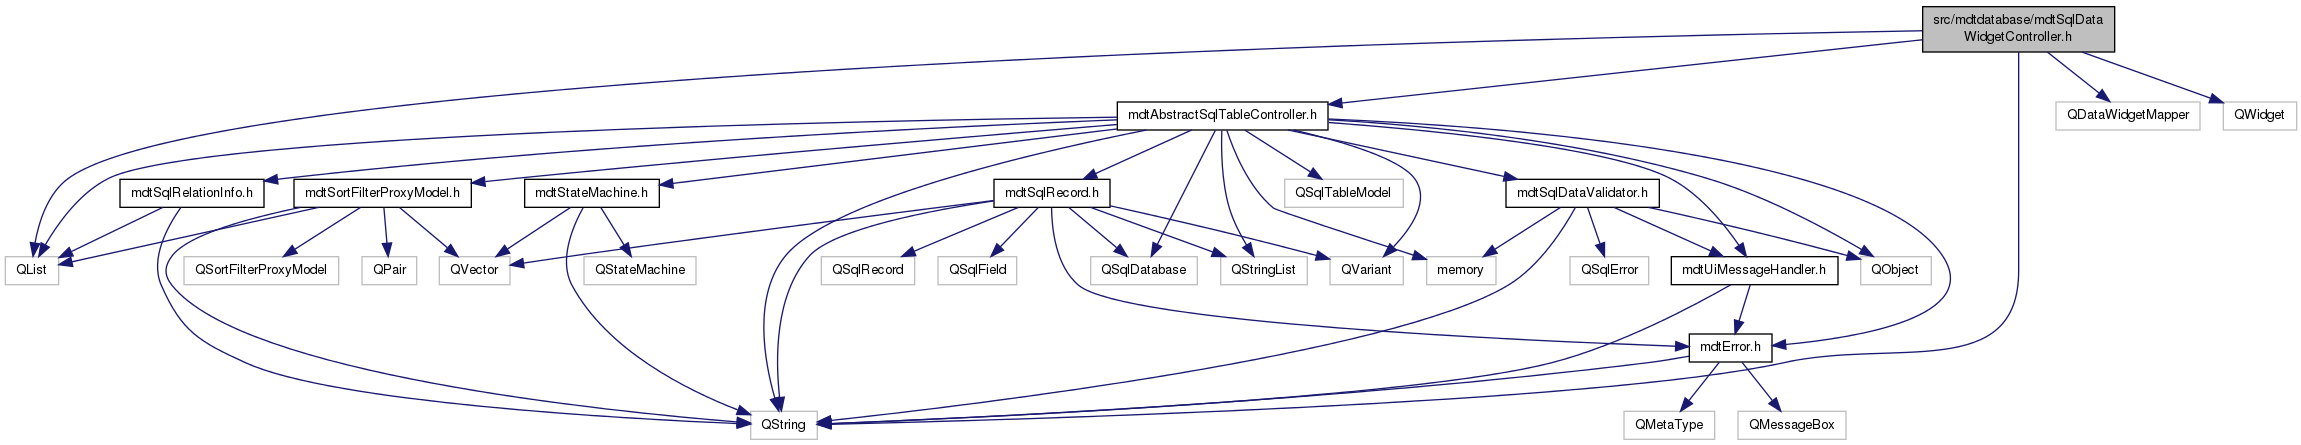 src/mdtdatabase/mdtSqlData
WidgetController.h
mdtAbstractSqlTableController.h
QDataWidgetMapper
QWidget
mdtSqlRelationInfo.h
mdtSortFilterProxyModel.h
mdtStateMachine.h
mdtSqlRecord.h
QSqlTableModel
mdtSqlDataValidator.h
QList
QSortFilterProxyModel
QPair
QVector
QStateMachine
QSqlRecord
QSqlField
QSqlDatabase
QStringList
QVariant
memory
QSqlError
mdtUiMessageHandler.h
QObject
mdtError.h
QString
QMetaType
QMessageBox